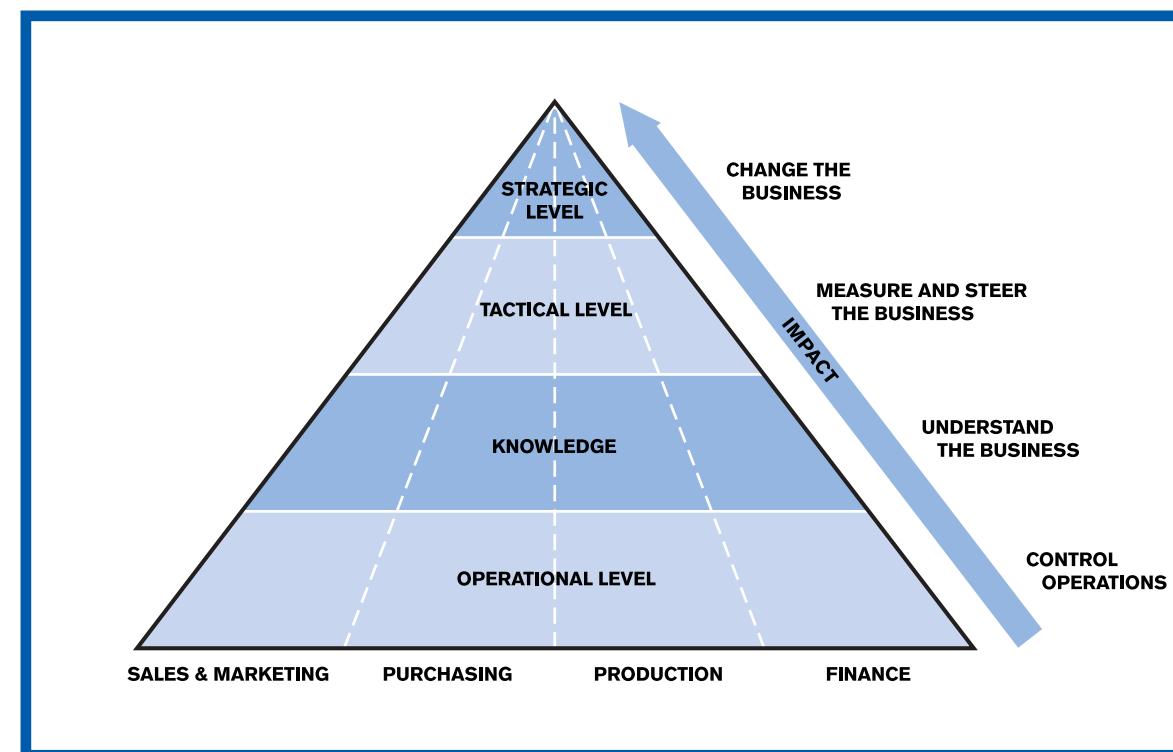 STRATEGIC
LEVEL
TACTICAL LEVEL
KNOWLEDGE
OPERATIONAL LEVEL
SALES & MARKETING
PURCHASING
PRODUCTION
FINANCE
IMPACT
CHANGE THE
BUSINESS
MEASURE AND STEER
THE BUSINESS
UNDERSTAND
THE BUSINESS
CONTROL
OPERATIONS